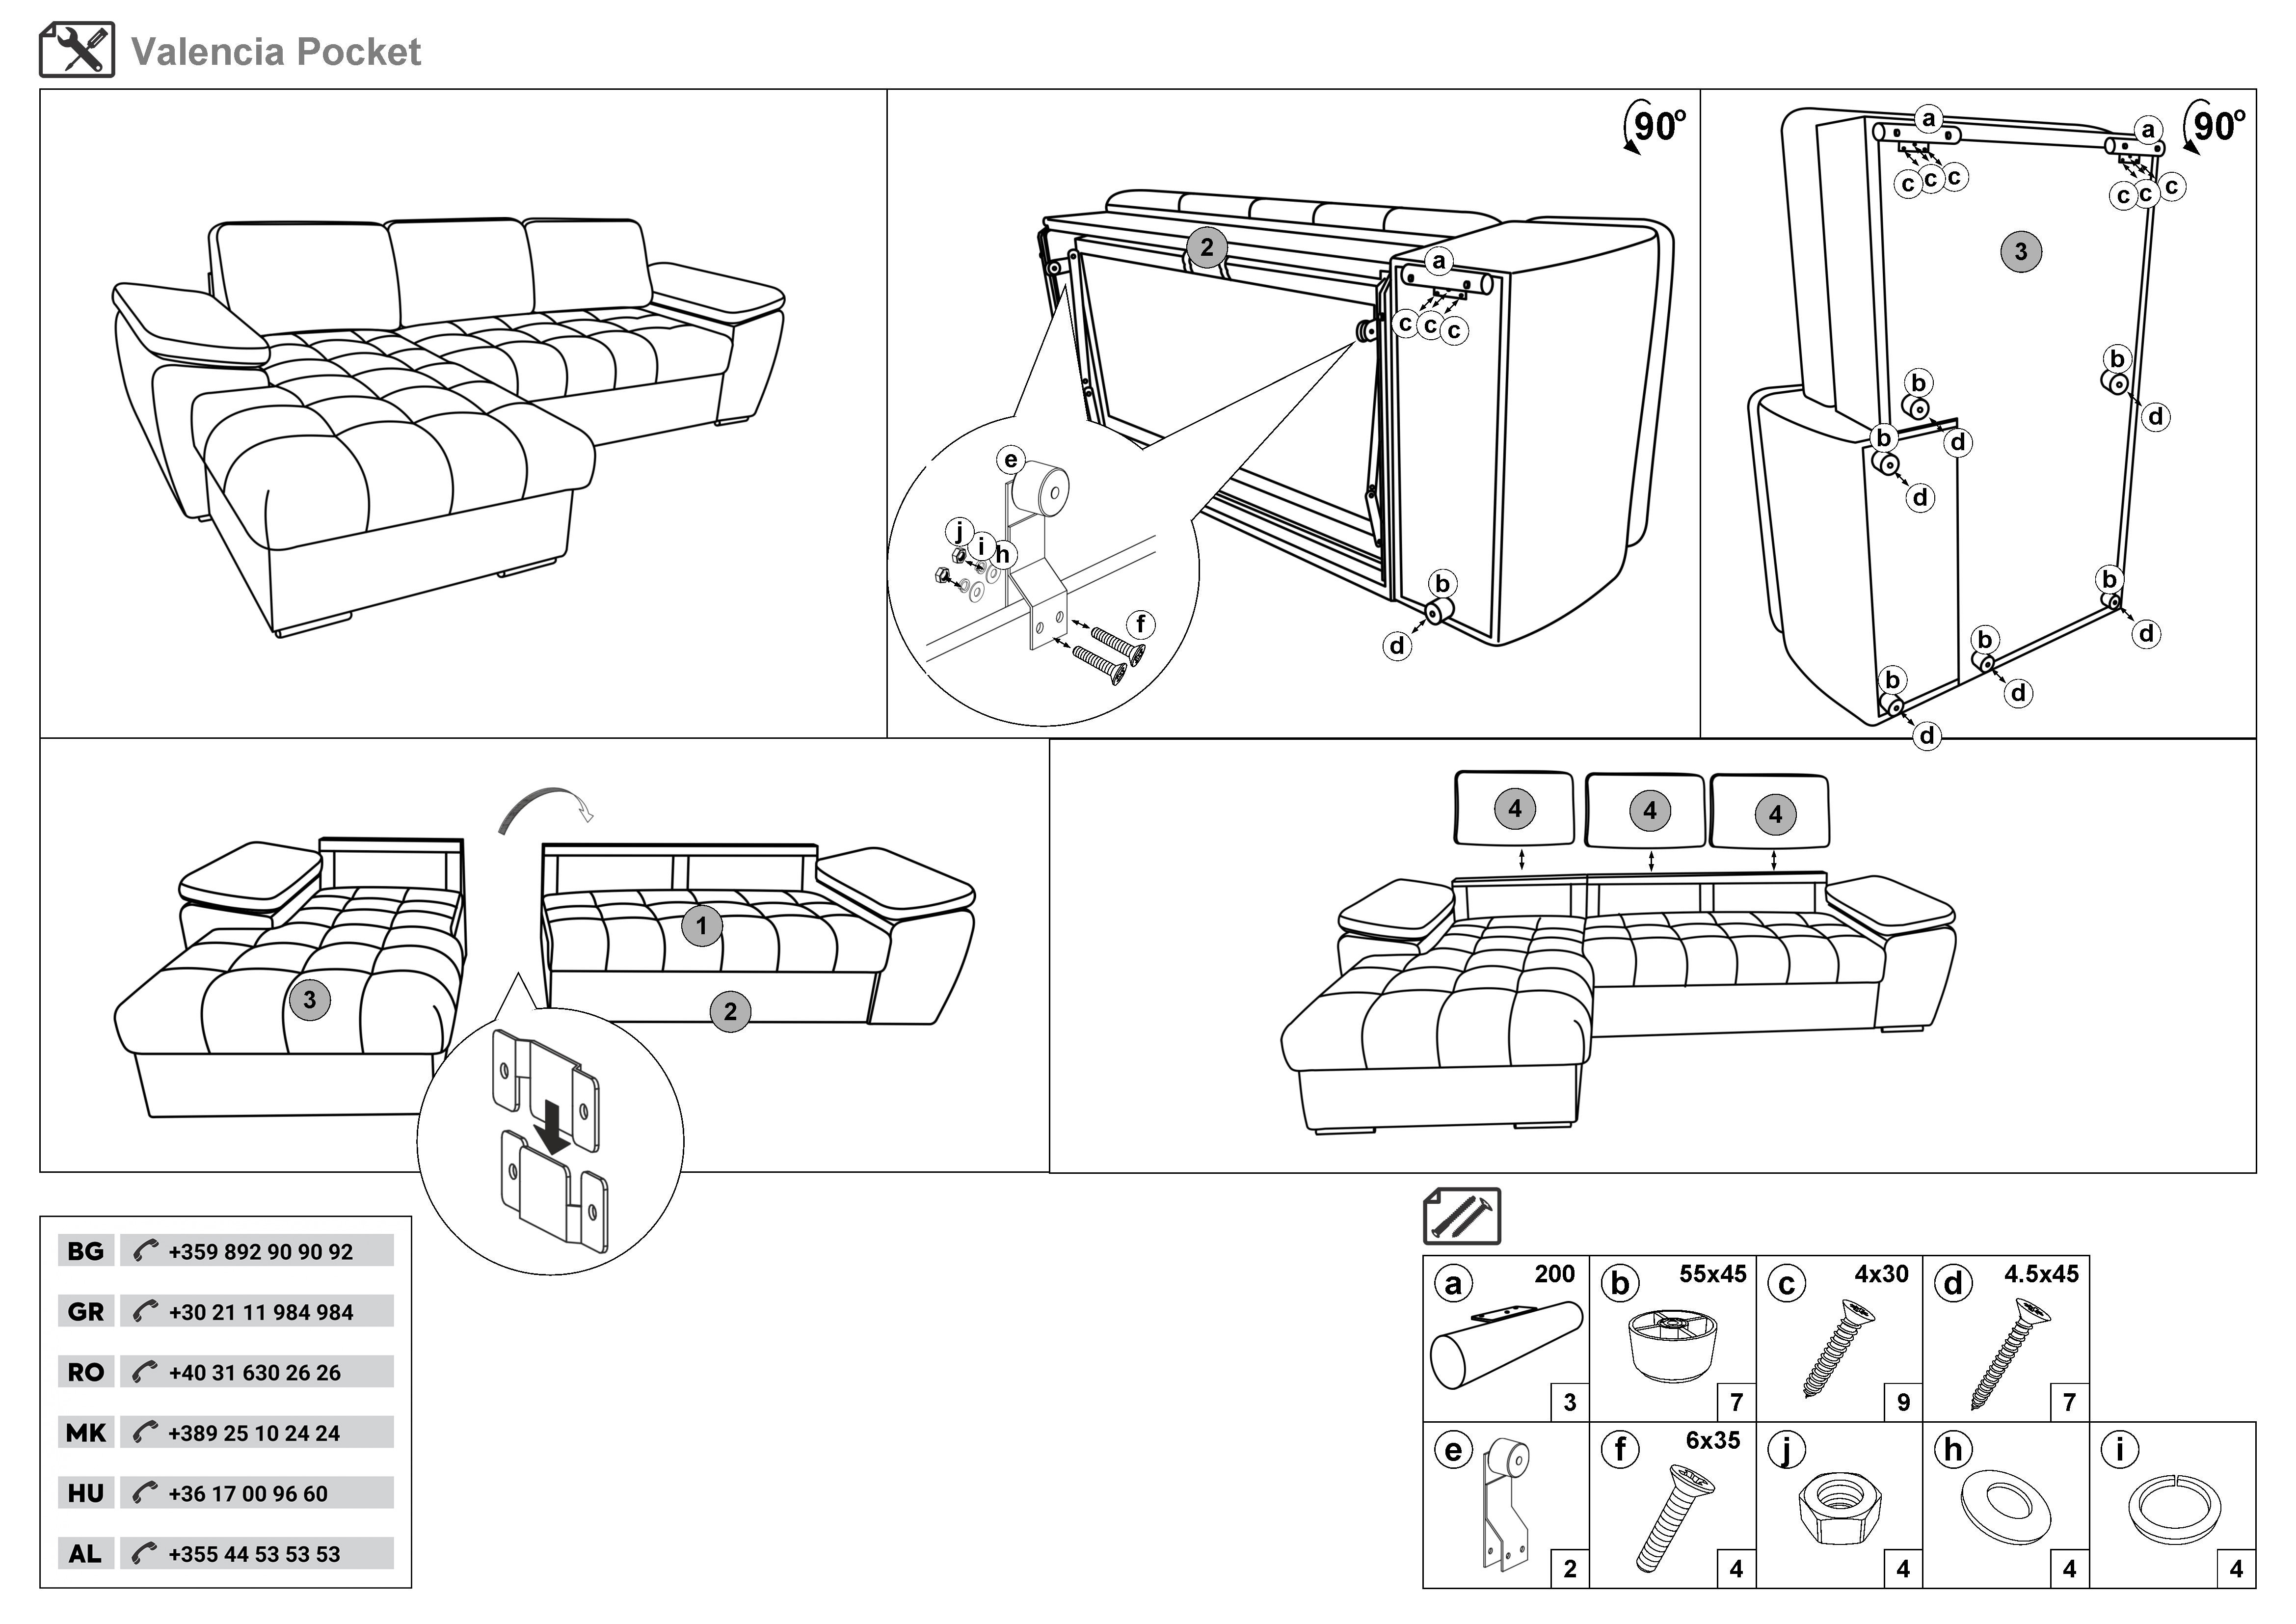 Valencia Pocket
90º
2
a
c c c
e
j i h
f
b
d
90º
a a
c c c
c c c
3
b
d
b
d
b
d
b
d
b
d
b
d
3
1
2
4 4 4
BG +359 892 90 90 92
GR +30 21 11 984 984
RO +40 31 630 26 26
MK +389 25 10 24 24
HU +36 17 00 96 60
AL +355 44 53 53 53
a 200 b 55x45 c 4x30 d 4.5x45
3 7 9 7
e f 6x35 j h i
2 4 4 4 4